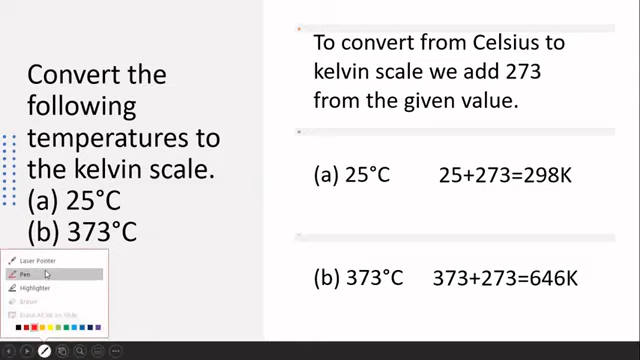 Convert the
following
temperatures to
the kelvin scale.
(a) 25°C
(b) 373°C
To convert from Celsius to
kelvin scale we add 273
from the given value.
(a) 25°C 25+273=298K
(b) 373°C 373+273=646K
Laser Pointer
Pen
Highlighter
Eraser
Erase All Ink on Slide